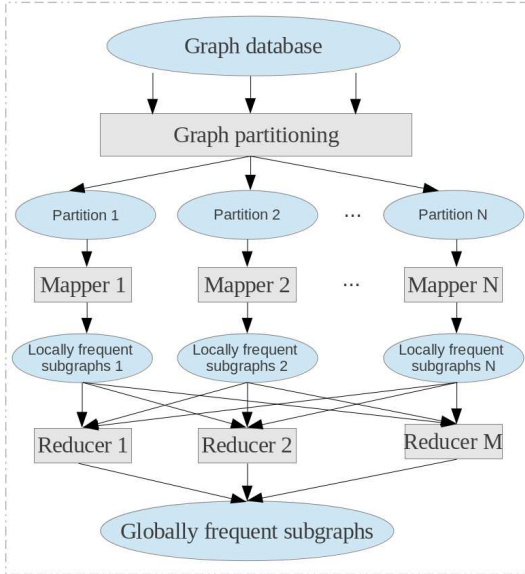 Graph database
Graph partitioning
Partition 1
Partition 2
...
Partition N
Mapper 1
Mapper 2
...
Mapper N
Locally frequent
subgraphs 1
Locally frequent
subgraphs 2
Locally frequent
subgraphs N
Reducer 1
Reducer 2
Reducer M
Globally frequent subgraphs